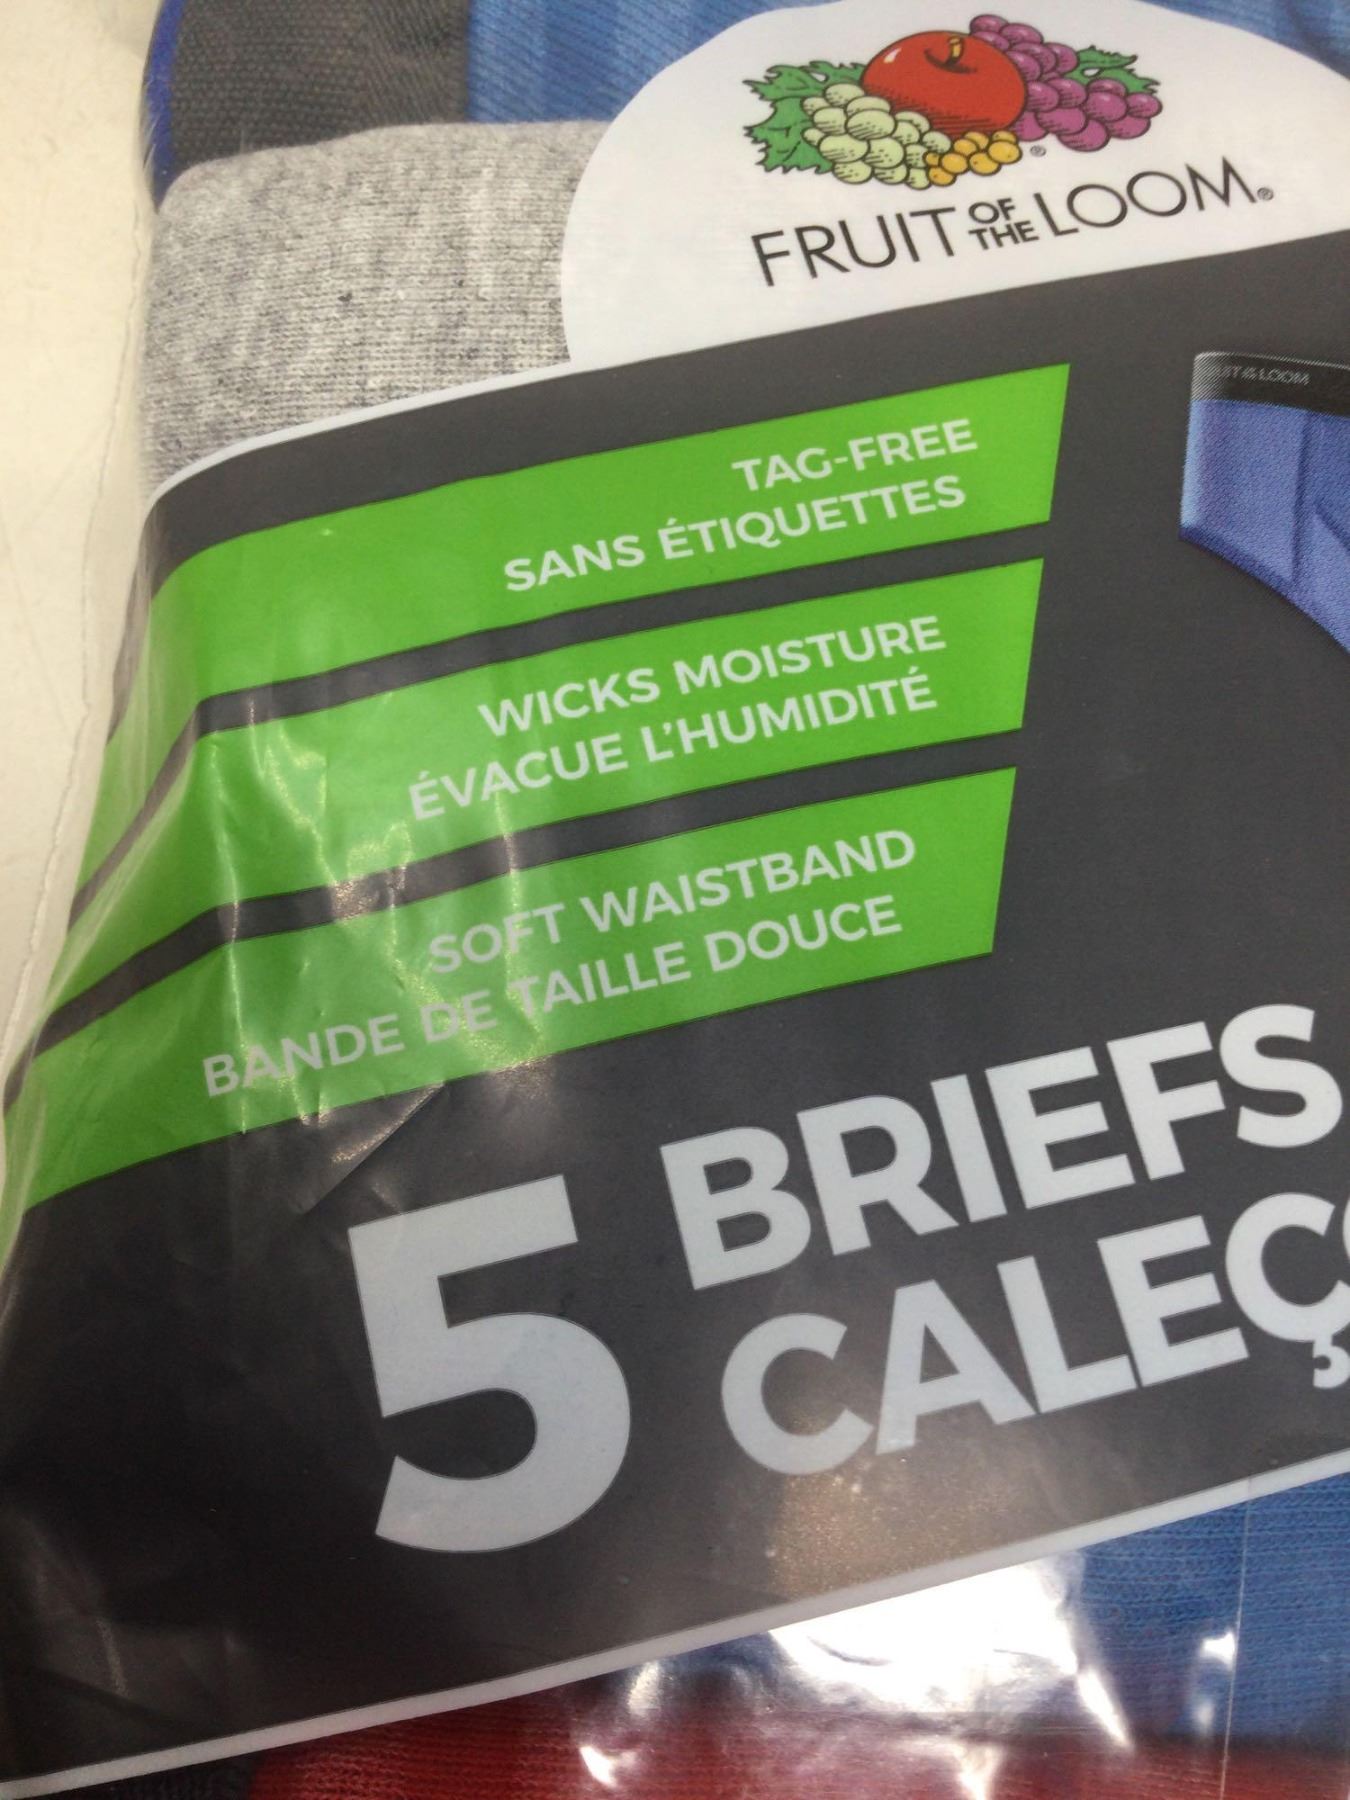 FRUIT OF THE LOOM®
TAG-FREE
SANS ÉTIQUETTES
WICKS MOISTURE
ÉVACUE L'HUMIDITÉ
SOFT WAISTBAND
BANDE DE TAILLE DOUCE
5 BRIEFS
CALEÇ